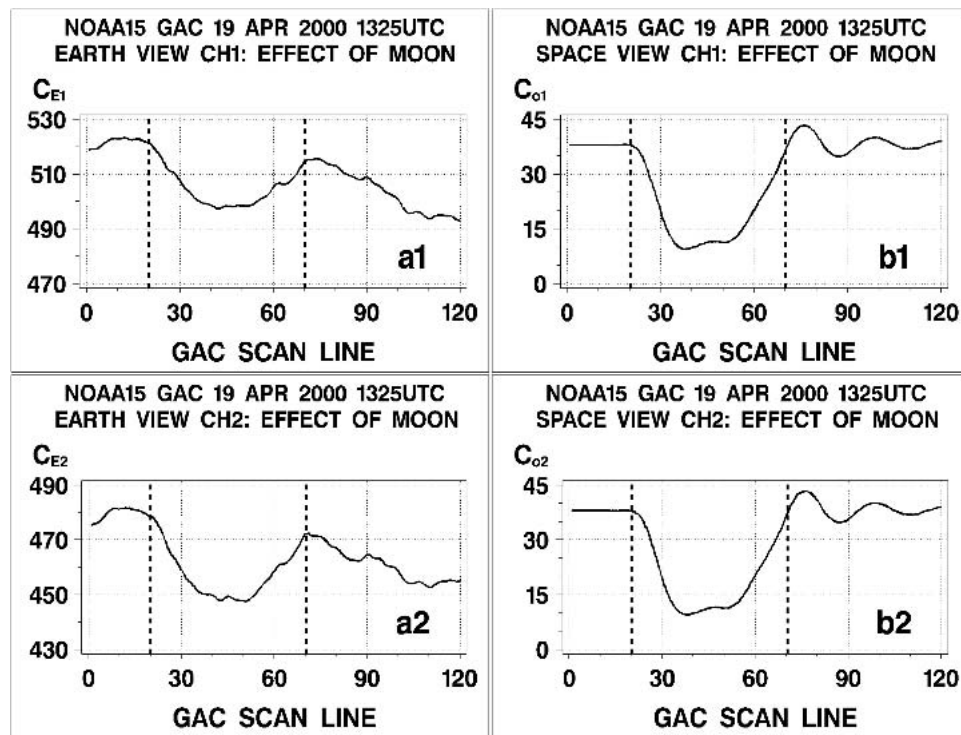 NOAA15 GAC 19 APR 2000 1325UTC
EARTH VIEW CH1: EFFECT OF MOON
C_E1
530
510
490
470
0 30 60 90 120
a1
GAC SCAN LINE
NOAA15 GAC 19 APR 2000 1325UTC
SPACE VIEW CH1: EFFECT OF MOON
C_o1
45
30
15
0
0 30 60 90 120
b1
GAC SCAN LINE
NOAA15 GAC 19 APR 2000 1325UTC
EARTH VIEW CH2: EFFECT OF MOON
C_E2
490
470
450
430
0 30 60 90 120
a2
GAC SCAN LINE
NOAA15 GAC 19 APR 2000 1325UTC
SPACE VIEW CH2: EFFECT OF MOON
C_o2
45
30
15
0
0 30 60 90 120
b2
GAC SCAN LINE